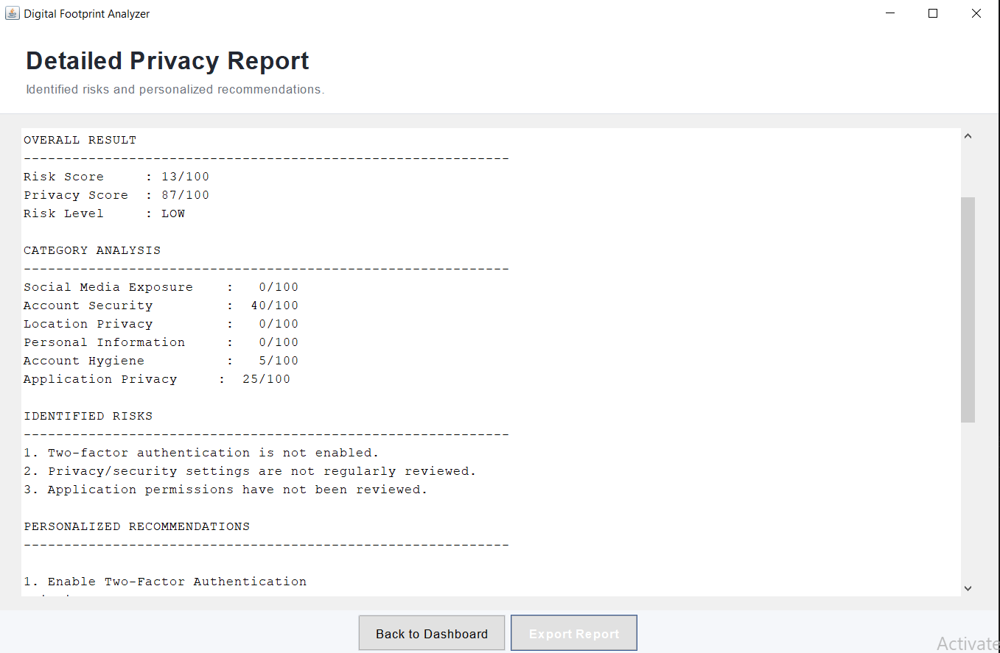 Digital Footprint Analyzer
Detailed Privacy Report
Identified risks and personalized recommendations.
OVERALL RESULT
------------------------------------------------------------
Risk Score     : 13/100
Privacy Score  : 87/100
Risk Level     : LOW
CATEGORY ANALYSIS
------------------------------------------------------------
Social Media Exposure    :   0/100
Account Security         :  40/100
Location Privacy         :   0/100
Personal Information     :   0/100
Account Hygiene          :   5/100
Application Privacy     :  25/100
IDENTIFIED RISKS
------------------------------------------------------------
1. Two-factor authentication is not enabled.
2. Privacy/security settings are not regularly reviewed.
3. Application permissions have not been reviewed.
PERSONALIZED RECOMMENDATIONS
------------------------------------------------------------
1. Enable Two-Factor Authentication
Back to Dashboard
Export Report
Activate